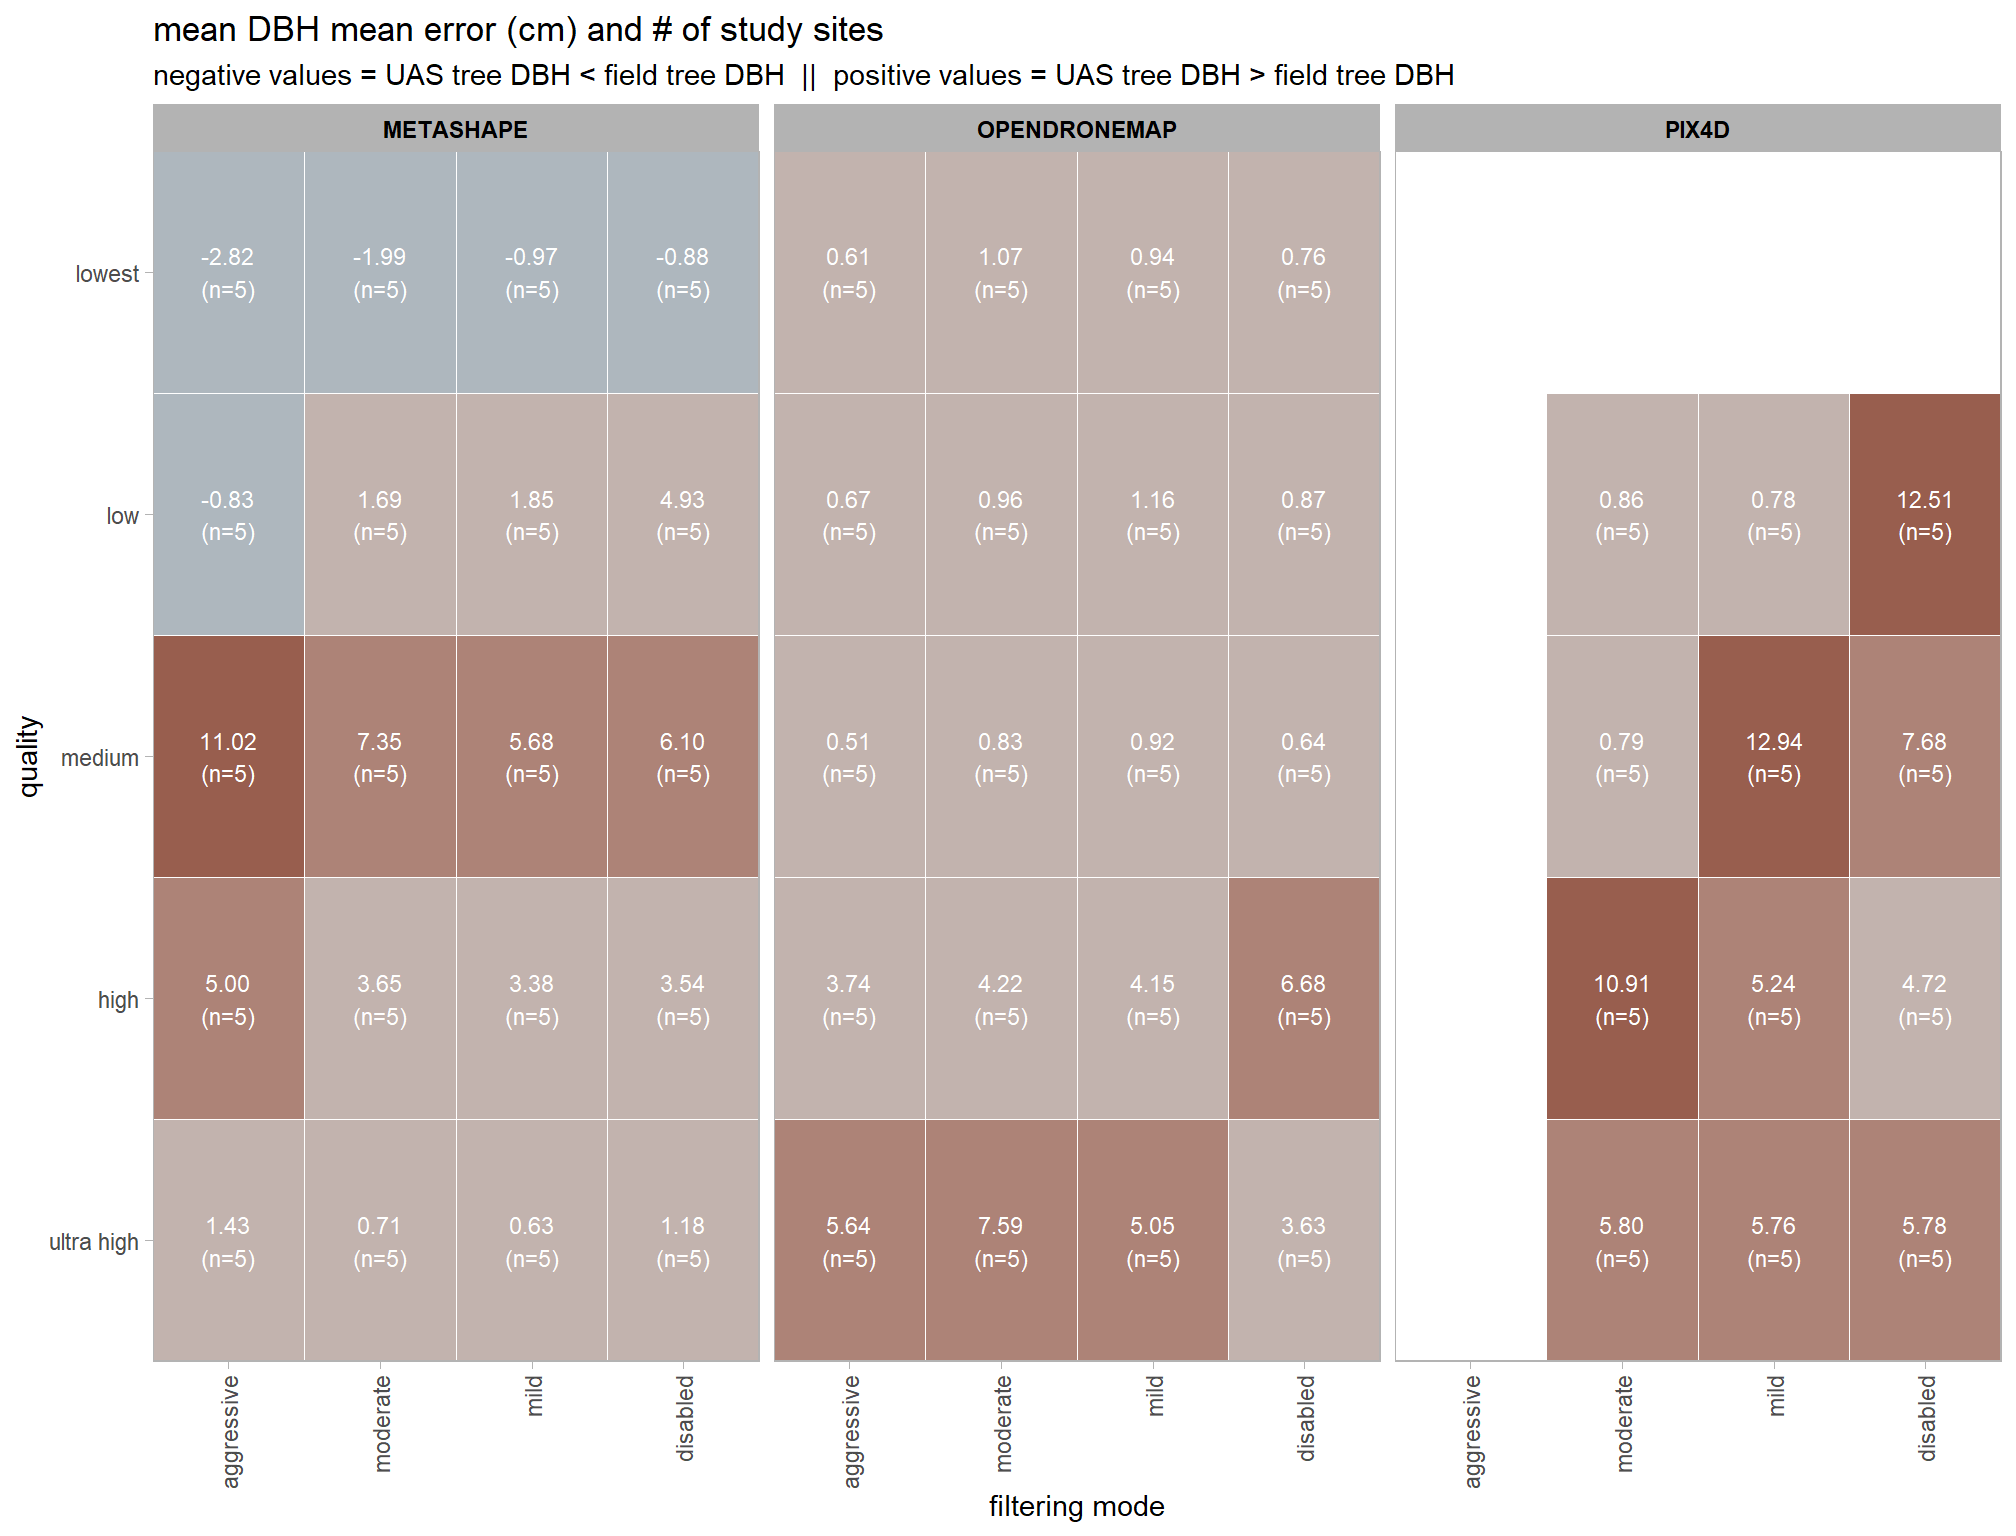 mean DBH mean error (cm) and # of study sites
negative values = UAS tree DBH < field tree DBH || positive values = UAS tree DBH > field tree DBH
METASHAPE OPENDRONEMAP PIX4D
quality
lowest
-2.82 -1.99 -0.97 -0.88 0.61 1.07 0.94 0.76
(n=5) (n=5) (n=5) (n=5) (n=5) (n=5) (n=5) (n=5)
low
-0.83 1.69 1.85 4.93 0.67 0.96 1.16 0.87 0.86 0.78 12.51
(n=5) (n=5) (n=5) (n=5) (n=5) (n=5) (n=5) (n=5) (n=5) (n=5) (n=5)
medium
11.02 7.35 5.68 6.10 0.51 0.83 0.92 0.64 0.79 12.94 7.68
(n=5) (n=5) (n=5) (n=5) (n=5) (n=5) (n=5) (n=5) (n=5) (n=5) (n=5)
high
5.00 3.65 3.38 3.54 3.74 4.22 4.15 6.68 10.91 5.24 4.72
(n=5) (n=5) (n=5) (n=5) (n=5) (n=5) (n=5) (n=5) (n=5) (n=5) (n=5)
ultra high
1.43 0.71 0.63 1.18 5.64 7.59 5.05 3.63 5.80 5.76 5.78
(n=5) (n=5) (n=5) (n=5) (n=5) (n=5) (n=5) (n=5) (n=5) (n=5) (n=5)
aggressive moderate mild disabled aggressive moderate mild disabled aggressive moderate mild disabled
filtering mode